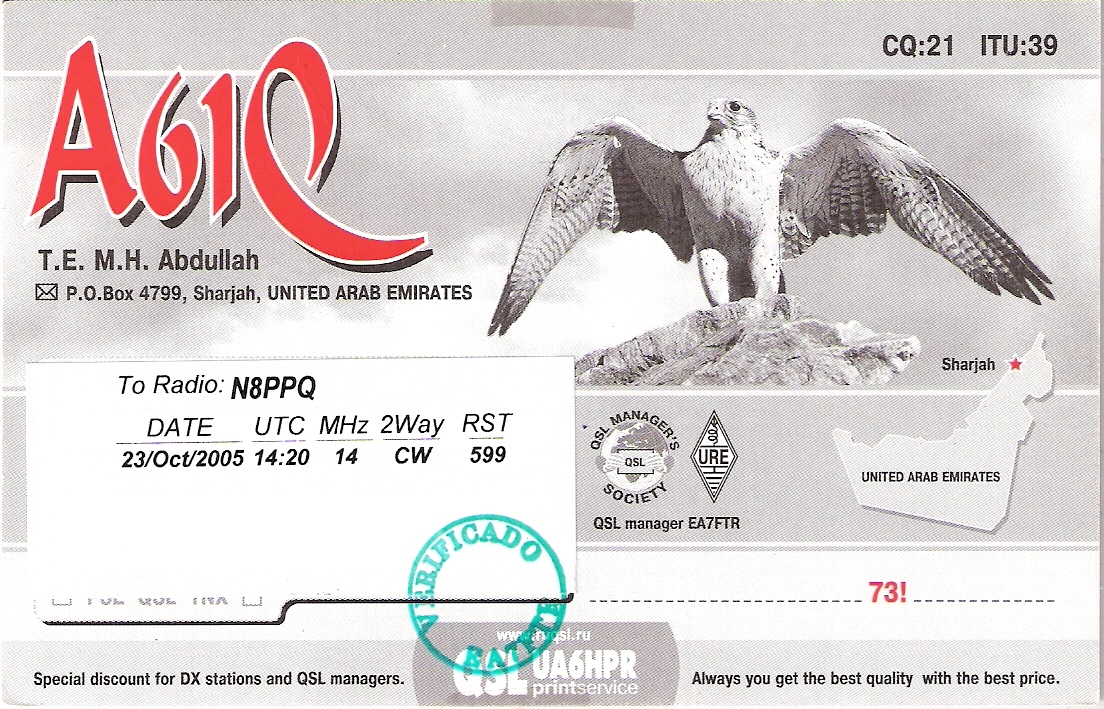 CQ:21 ITU:39
A61Q
T.E. M.H. Abdullah
P.O.Box 4799, Sharjah, UNITED ARAB EMIRATES
Sharjah
To Radio: N8PPQ
DATE UTC MHz 2Way RST
23/Oct/2005 14:20 14 CW 599
QSL MANAGER'S
QSL
SOCIETY
URE
QSL manager EA7FTR
UNITED ARAB EMIRATES
VERIFICADO
EA7FTR
73!
QSL UA6HPR
printservice
Special discount for DX stations and QSL managers.
Always you get the best quality with the best price.